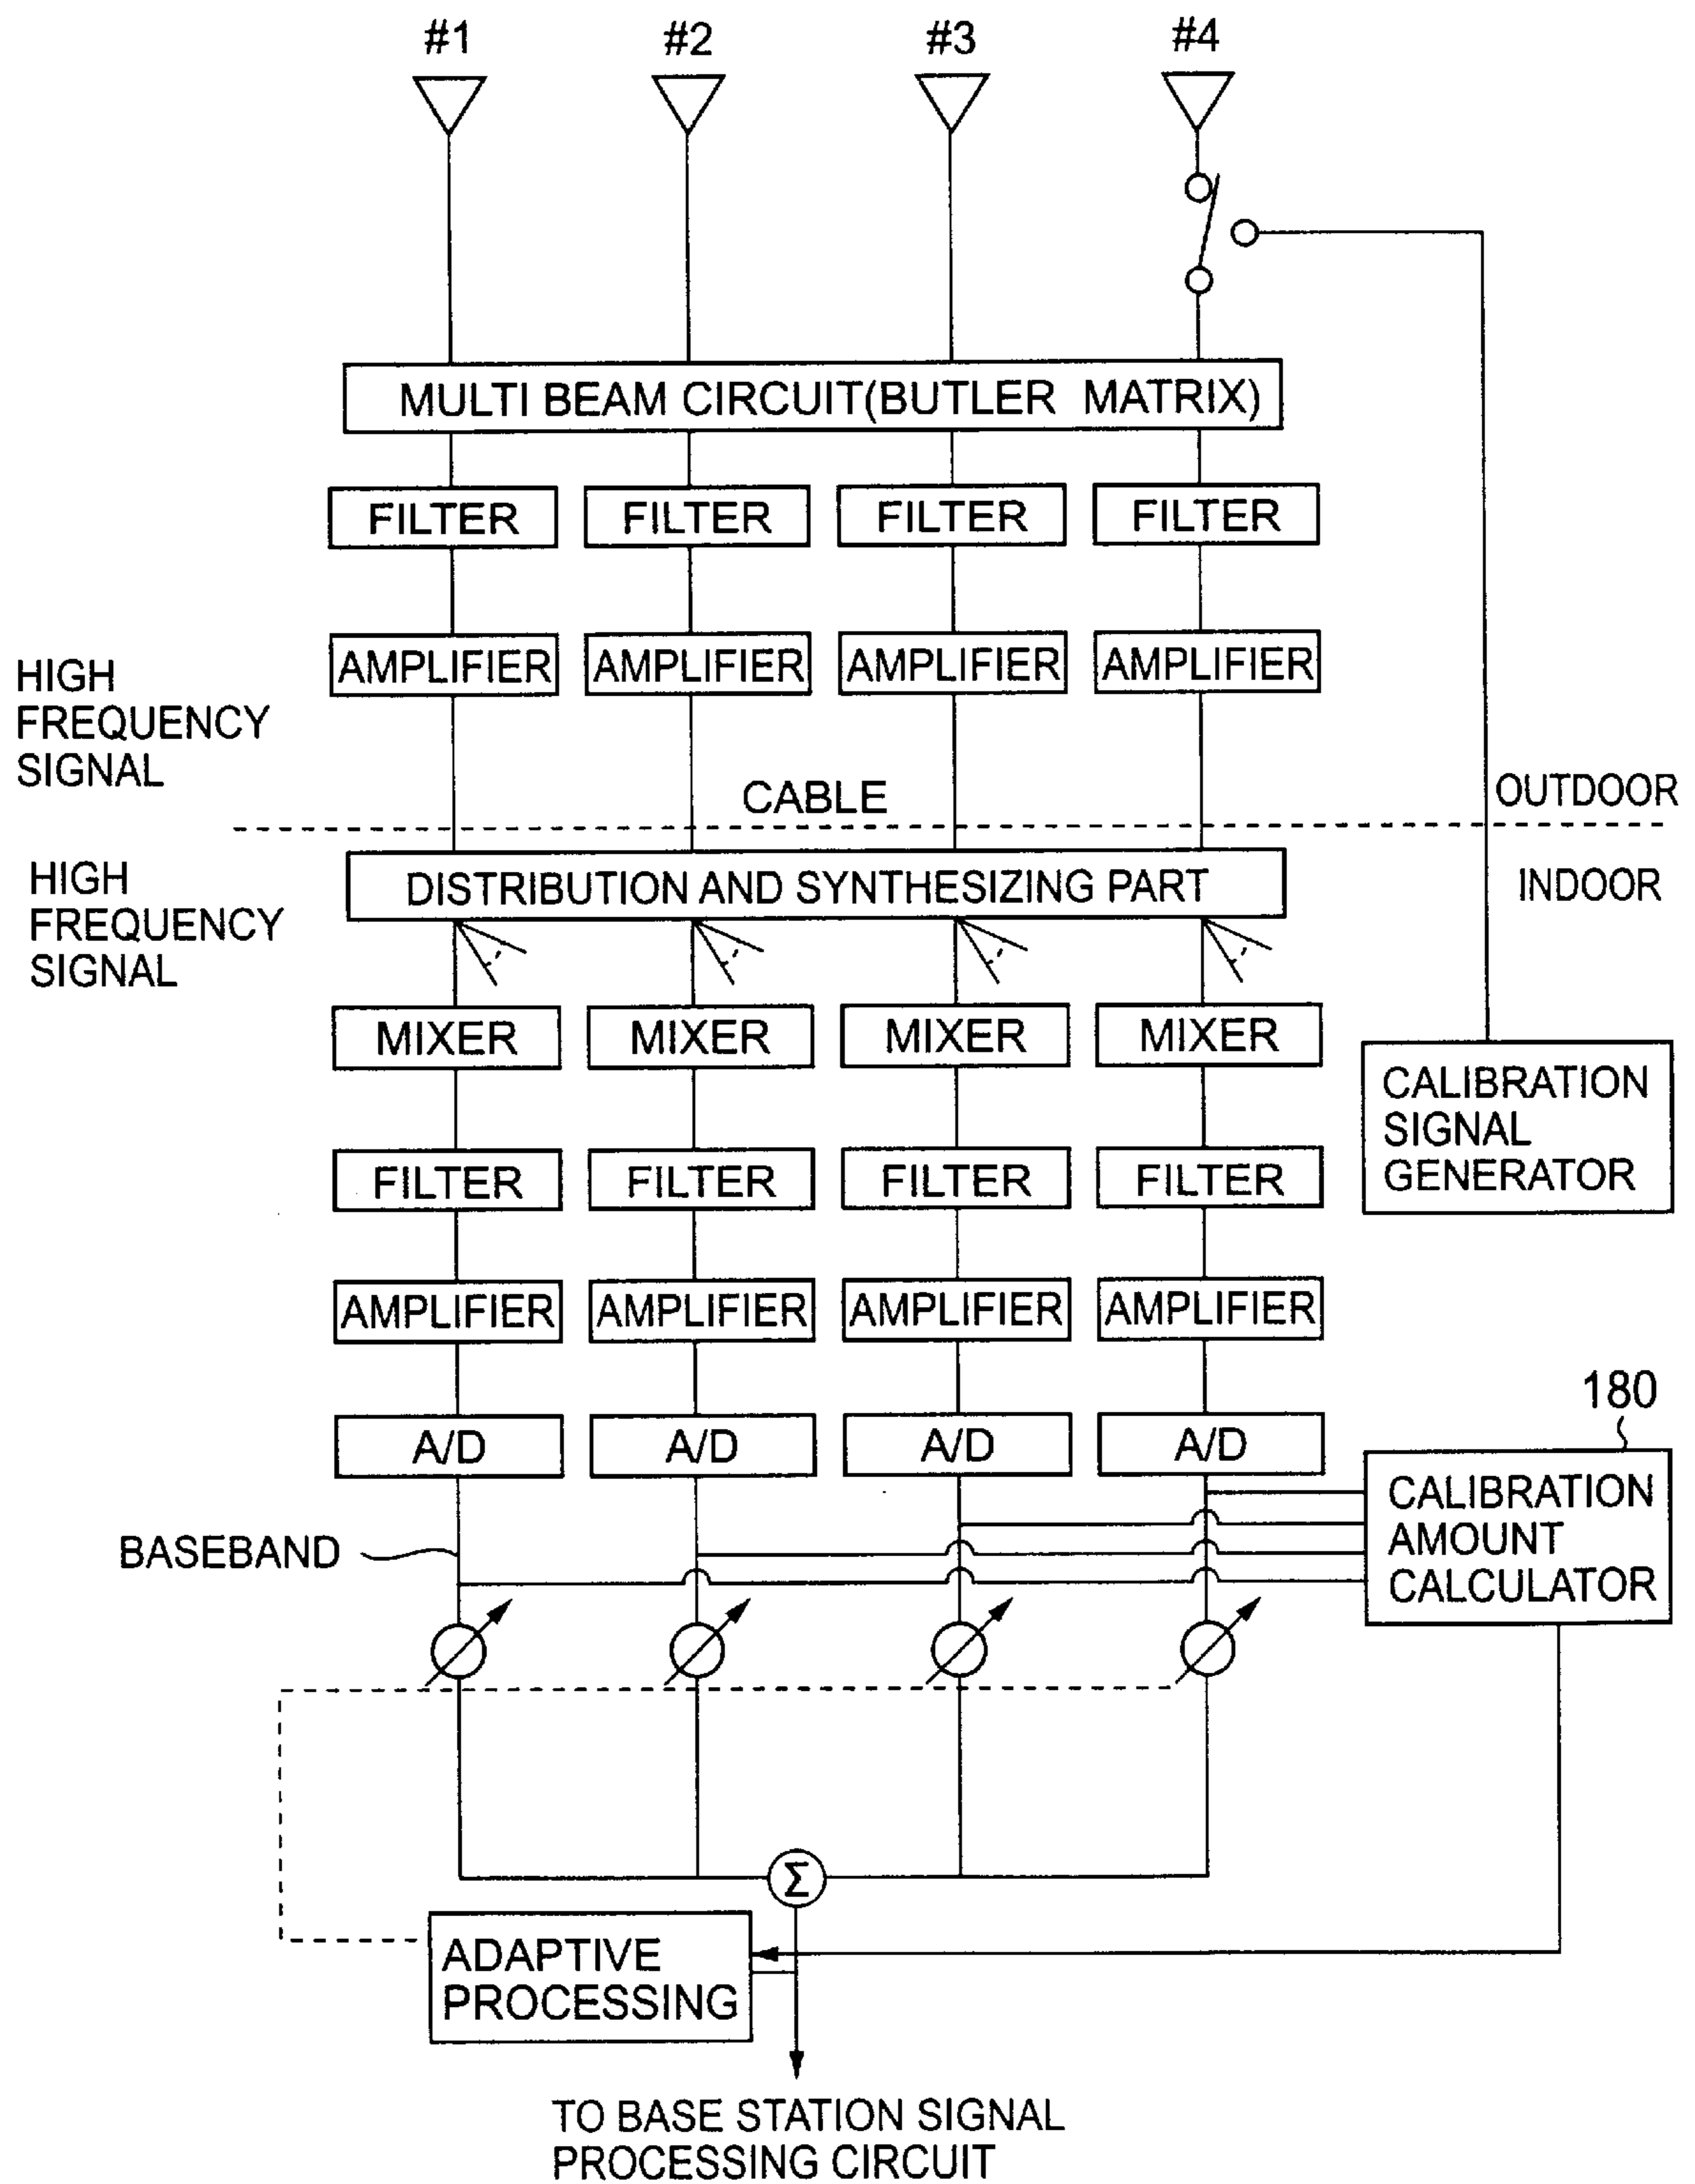 #1 #2 #3 #4
MULTI BEAM CIRCUIT(BUTLER MATRIX)
FILTER FILTER FILTER FILTER
AMPLIFIER AMPLIFIER AMPLIFIER AMPLIFIER
HIGH
FREQUENCY
SIGNAL
CABLE
OUTDOOR
DISTRIBUTION AND SYNTHESIZING PART
INDOOR
HIGH
FREQUENCY
SIGNAL
MIXER MIXER MIXER MIXER
CALIBRATION
SIGNAL
GENERATOR
FILTER FILTER FILTER FILTER
AMPLIFIER AMPLIFIER AMPLIFIER AMPLIFIER
180
A/D A/D A/D A/D
CALIBRATION
AMOUNT
CALCULATOR
BASEBAND
Σ
ADAPTIVE
PROCESSING
TO BASE STATION SIGNAL
PROCESSING CIRCUIT